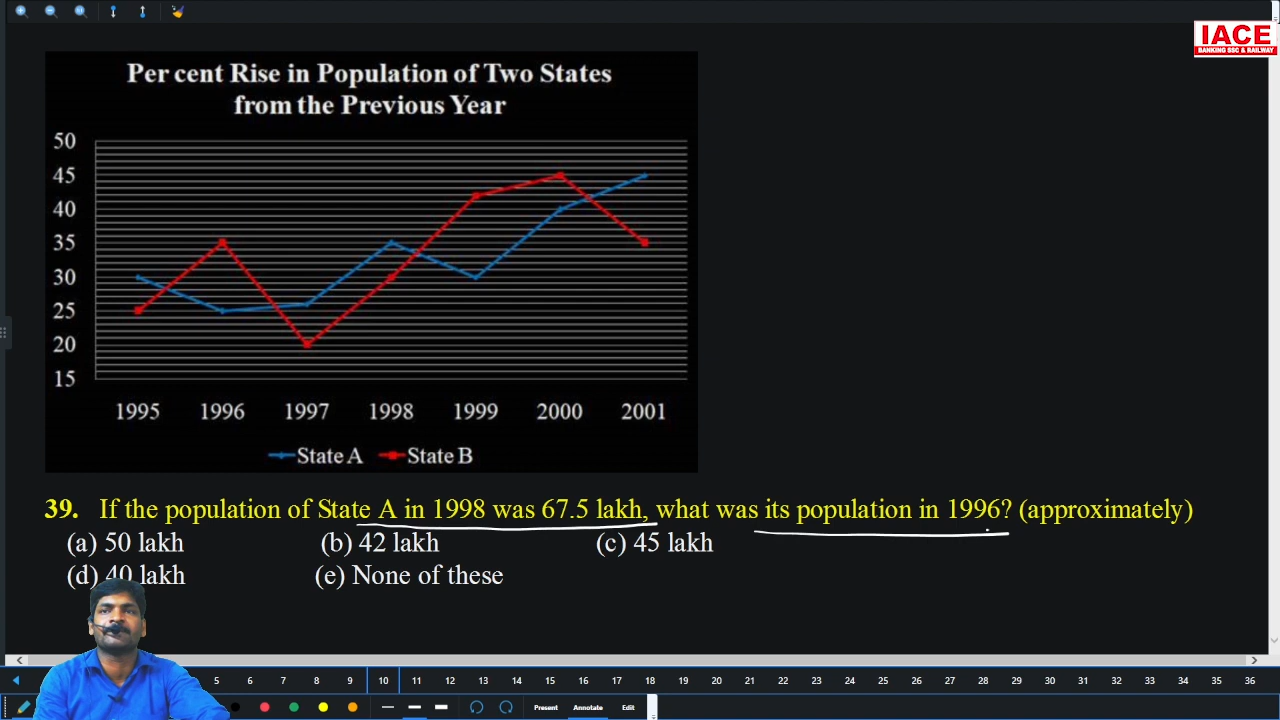 IACE
BANKING SSC & RAILWAY
Per cent Rise in Population of Two States
from the Previous Year
50
45
40
35
30
25
20
15
1995 1996 1997 1998 1999 2000 2001
State A State B
39. If the population of State A in 1998 was 67.5 lakh, what was its population in 1996? (approximately)
(a) 50 lakh (b) 42 lakh (c) 45 lakh
(d) 40 lakh (e) None of these
5 6 7 8 9 10 11 12 13 14 15 16 17 18 19 20 21 22 23 24 25 26 27 28 29 30 31 32 33 34 35 36
Present Annotate Edit